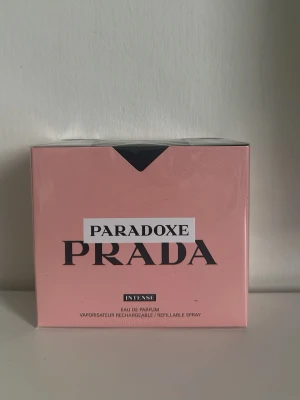 PARADOXE
PRADA
INTENSE
EAU DE PARFUM
VAPORISATEUR RECHARGEABLE / REFILLABLE SPRAY